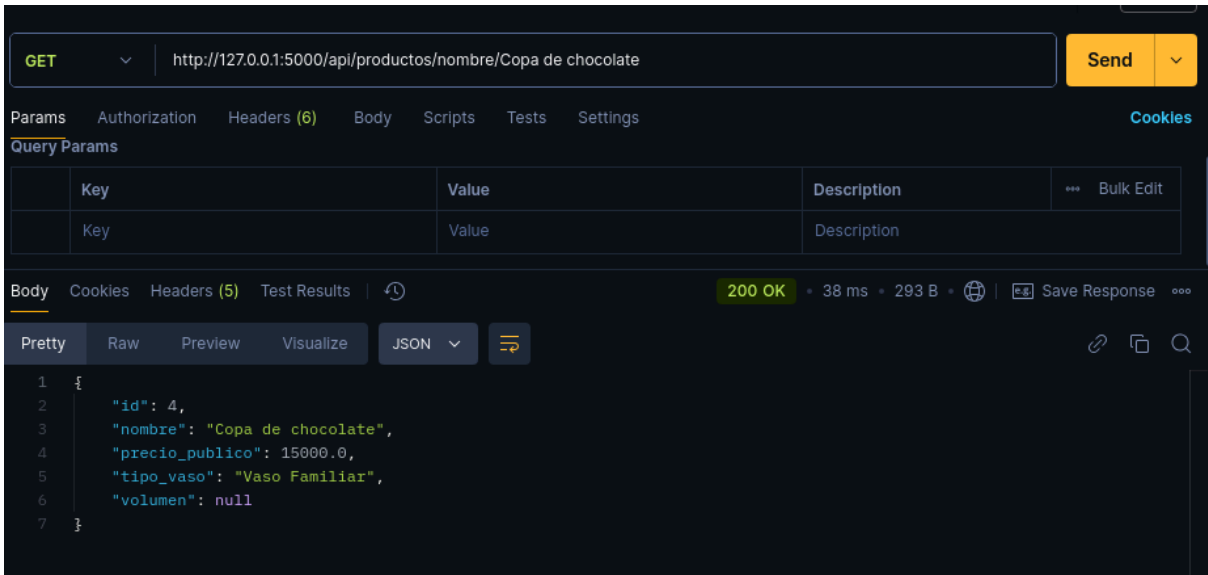 GET http://127.0.0.1:5000/api/productos/nombre/Copa de chocolate Send
Params Authorization Headers (6) Body Scripts Tests Settings Cookies
Query Params
Key Value Description Bulk Edit
Key Value Description
Body Cookies Headers (5) Test Results 200 OK 38 ms 293 B e.g. Save Response
Pretty Raw Preview Visualize JSON
1 {
2 "id": 4,
3 "nombre": "Copa de chocolate",
4 "precio_publico": 15000.0,
5 "tipo_vaso": "Vaso Familiar",
6 "volumen": null
7 }